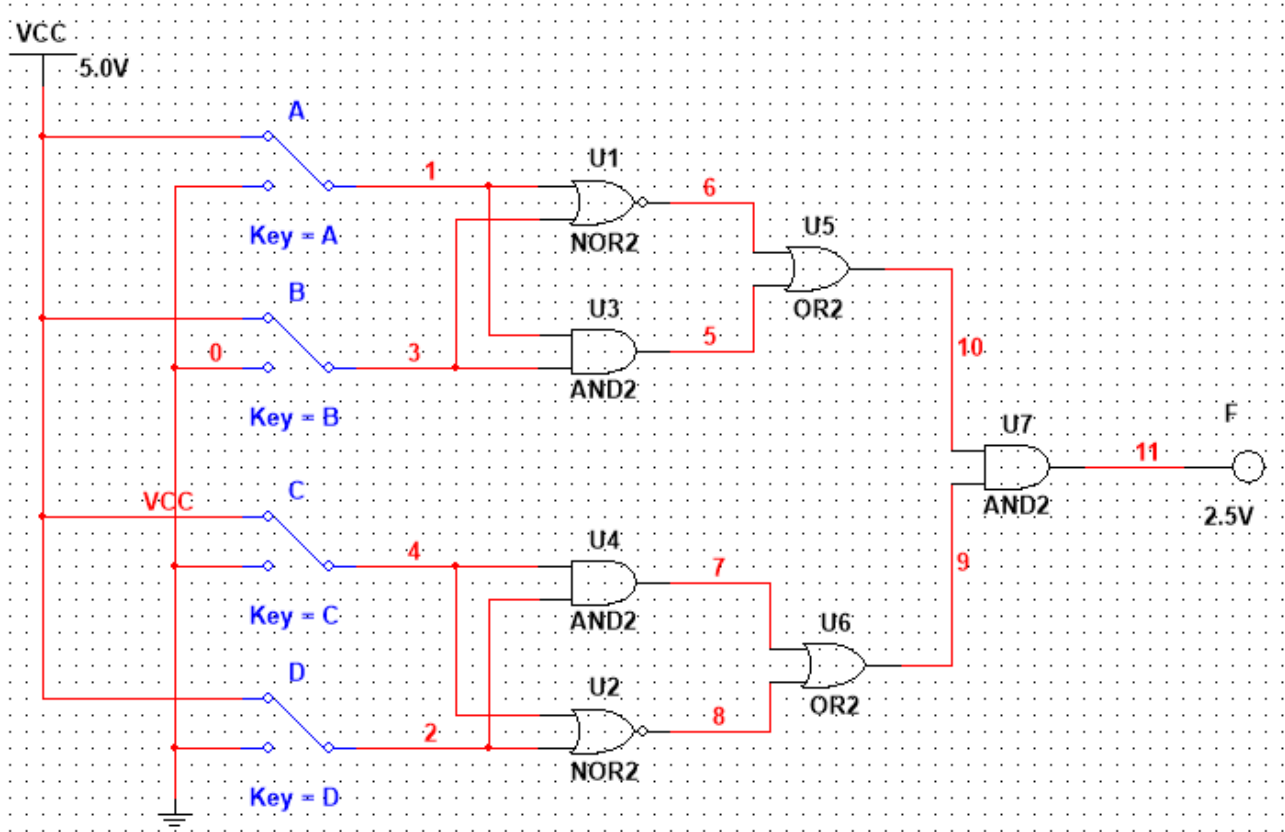 VCC
5.0V
A
1
U1
6
Key = A
NOR2
U5
B
U3
OR2
0
3
5
10
AND2
Key = B
F
U7
11
VCC
C
AND2
2.5V
4
U4
7
9
Key = C
AND2
U6
D
U2
OR2
2
8
NOR2
Key = D